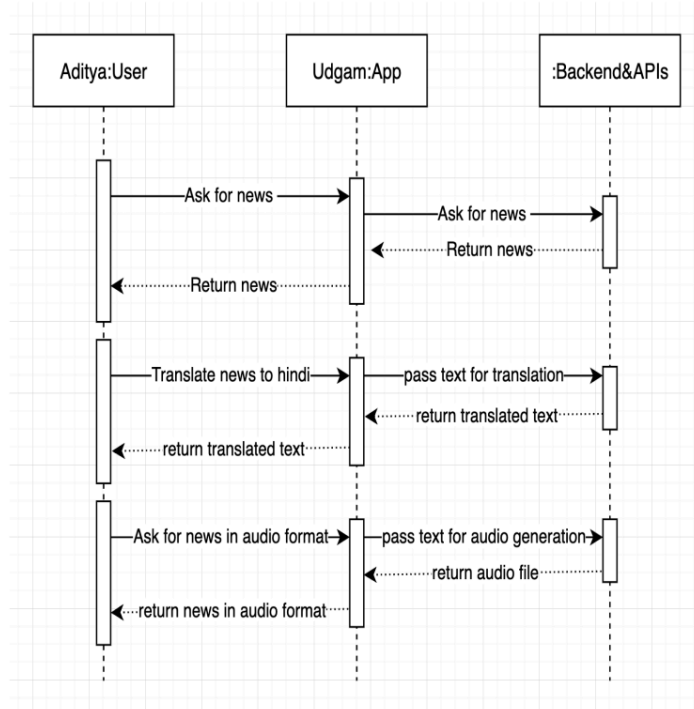 Aditya:User
Udgam:App
:Backend&APIs
Ask for news
Ask for news
Return news
Return news
Translate news to hindi
pass text for translation
return translated text
return translated text
Ask for news in audio format
pass text for audio generation
return audio file
return news in audio format